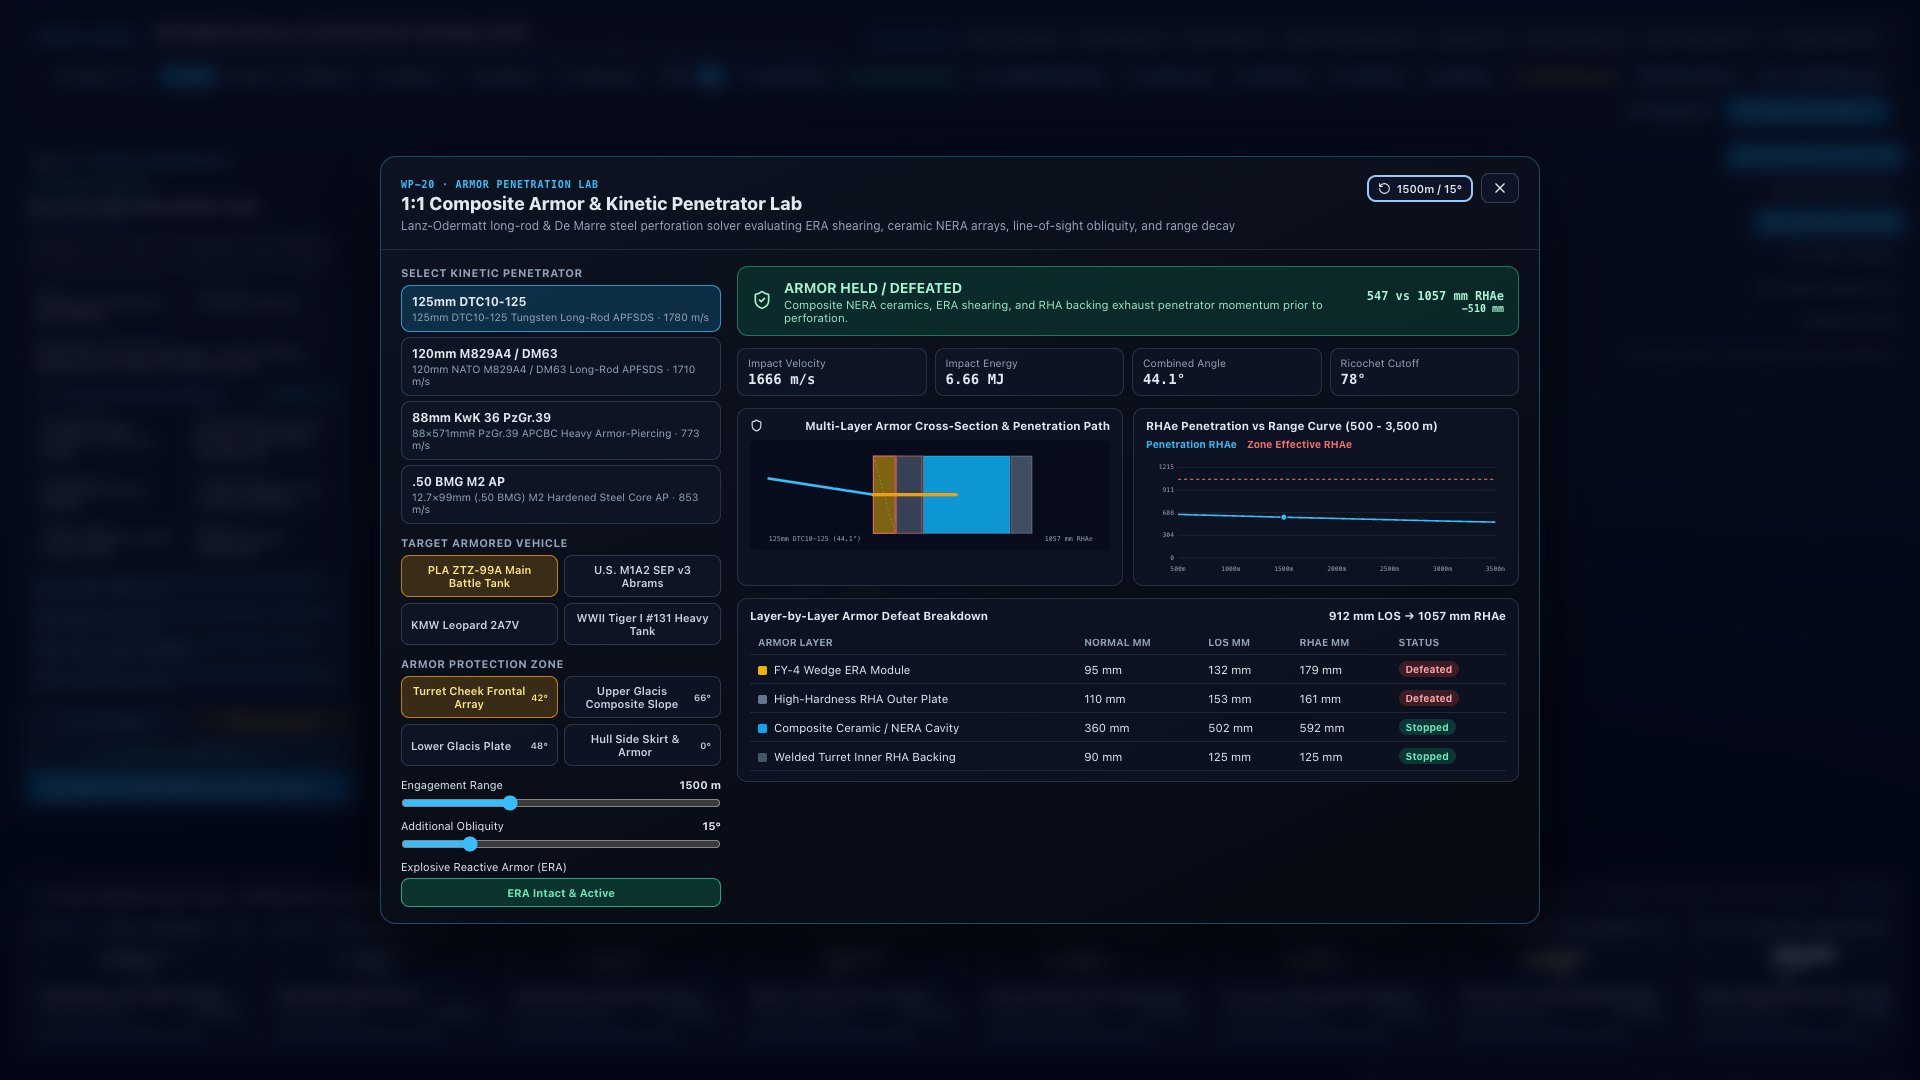 WP-20 · ARMOR PENETRATION LAB
1:1 Composite Armor & Kinetic Penetrator Lab
Lanz-Odermatt long-rod & De Marre steel perforation solver evaluating ERA shearing, ceramic NERA arrays, line-of-sight obliquity, and range decay
1500m / 15°
SELECT KINETIC PENETRATOR
125mm DTC10-125
125mm DTC10-125 Tungsten Long-Rod APFSDS · 1780 m/s
120mm M829A4 / DM63
120mm NATO M829A4 / DM63 Long-Rod APFSDS · 1710
m/s
88mm KwK 36 PzGr.39
88×571mmR PzGr.39 APCBC Heavy Armor-Piercing · 773
m/s
.50 BMG M2 AP
12.7×99mm (.50 BMG) M2 Hardened Steel Core AP · 853
m/s
TARGET ARMORED VEHICLE
PLA ZTZ-99A Main
Battle Tank
U.S. M1A2 SEP v3
Abrams
KMW Leopard 2A7V
WWII Tiger I #131 Heavy
Tank
ARMOR PROTECTION ZONE
Turret Cheek Frontal
Array
42°
Upper Glacis
Composite Slope
66°
Lower Glacis Plate
48°
Hull Side Skirt &
Armor
0°
Engagement Range
1500 m
Additional Obliquity
15°
Explosive Reactive Armor (ERA)
ERA Intact & Active
ARMOR HELD / DEFEATED
Composite NERA ceramics, ERA shearing, and RHA backing exhaust penetrator momentum prior to
perforation.
547 vs 1057 mm RHAe
−510 mm
Impact Velocity
1666 m/s
Impact Energy
6.66 MJ
Combined Angle
44.1°
Ricochet Cutoff
78°
Multi-Layer Armor Cross-Section & Penetration Path
125mm DTC10-125 (44.1°)
1057 mm RHAe
RHAe Penetration vs Range Curve (500 - 3,500 m)
Penetration RHAe
Zone Effective RHAe
1215
911
608
304
0
500m
1000m
1500m
2000m
2500m
3000m
3500m
Layer-by-Layer Armor Defeat Breakdown
912 mm LOS → 1057 mm RHAe
ARMOR LAYER NORMAL MM LOS MM RHAE MM STATUS
FY-4 Wedge ERA Module 95 mm 132 mm 179 mm Defeated
High-Hardness RHA Outer Plate 110 mm 153 mm 161 mm Defeated
Composite Ceramic / NERA Cavity 360 mm 502 mm 592 mm Stopped
Welded Turret Inner RHA Backing 90 mm 125 mm 125 mm Stopped